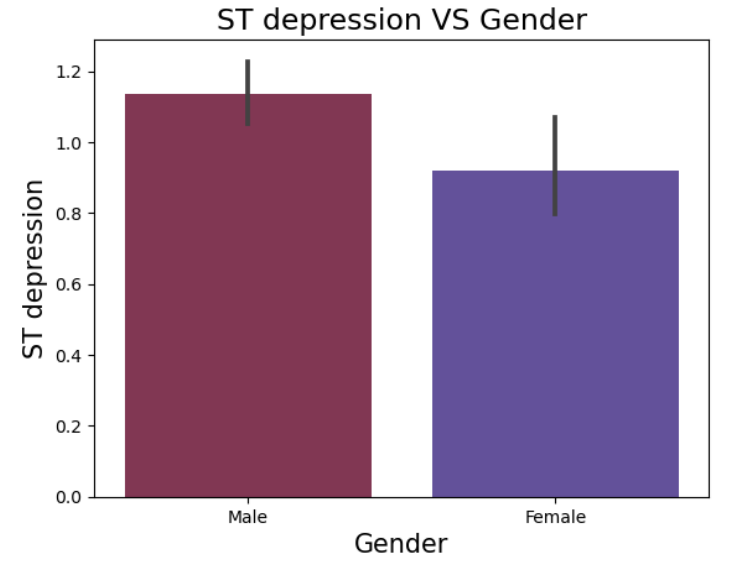 ST depression VS Gender
1.2
1.0
0.8
0.6
0.4
0.2
0.0
ST depression
Male
Female
Gender